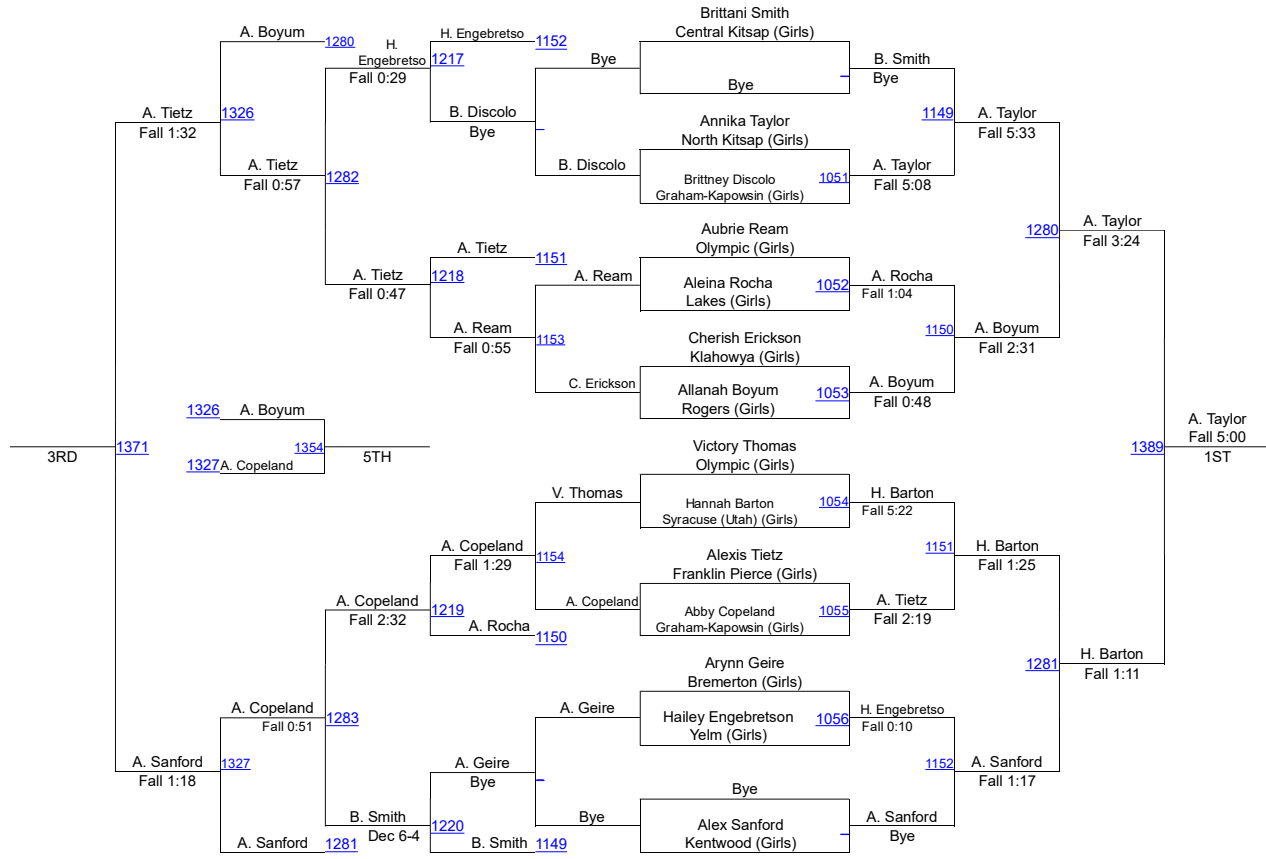 Brittani Smith
Central Kitsap (Girls)
Bye
Annika Taylor
North Kitsap (Girls)
Brittney Discolo
Graham-Kapowsin (Girls)
1051
Aubrie Ream
Olympic (Girls)
Aleina Rocha
Lakes (Girls)
1052
Cherish Erickson
Klahowya (Girls)
Allanah Boyum
Rogers (Girls)
1053
Victory Thomas
Olympic (Girls)
Hannah Barton
Syracuse (Utah) (Girls)
1054
Alexis Tietz
Franklin Pierce (Girls)
Abby Copeland
Graham-Kapowsin (Girls)
1055
Arynn Geire
Bremerton (Girls)
Hailey Engebretson
Yelm (Girls)
1056
Bye
Alex Sanford
Kentwood (Girls)
B. Smith
Bye
1149
A. Taylor
Fall 5:08
A. Rocha
Fall 1:04
1150
A. Boyum
Fall 0:48
H. Barton
Fall 5:22
1151
A. Tietz
Fall 2:19
H. Engebretso
Fall 0:10
1152
A. Sanford
Bye
A. Taylor
Fall 5:33
1280
A. Boyum
Fall 2:31
H. Barton
Fall 1:25
1281
A. Sanford
Fall 1:17
A. Taylor
Fall 3:24
1389
H. Barton
Fall 1:11
A. Taylor
Fall 5:00
1ST
Bye
B. Discolo
A. Ream
1153
C. Erickson
V. Thomas
1154
A. Copeland
A. Geire
Bye
H. Engebretso
1152
1217
B. Discolo
Bye
A. Tietz
1151
1218
A. Ream
Fall 0:55
A. Copeland
Fall 1:29
1219
A. Rocha
1150
A. Geire
Bye
1220
B. Smith
1149
H.
Engebretso
Fall 0:29
1282
A. Tietz
Fall 0:47
A. Copeland
Fall 2:32
1283
B. Smith
Dec 6-4
A. Boyum
1280
1326
A. Tietz
Fall 0:57
A. Copeland
Fall 0:51
1327
A. Sanford
1281
A. Tietz
Fall 1:32
1371
A. Sanford
Fall 1:18
3RD
1326
A. Boyum
1354
1327
A. Copeland
5TH